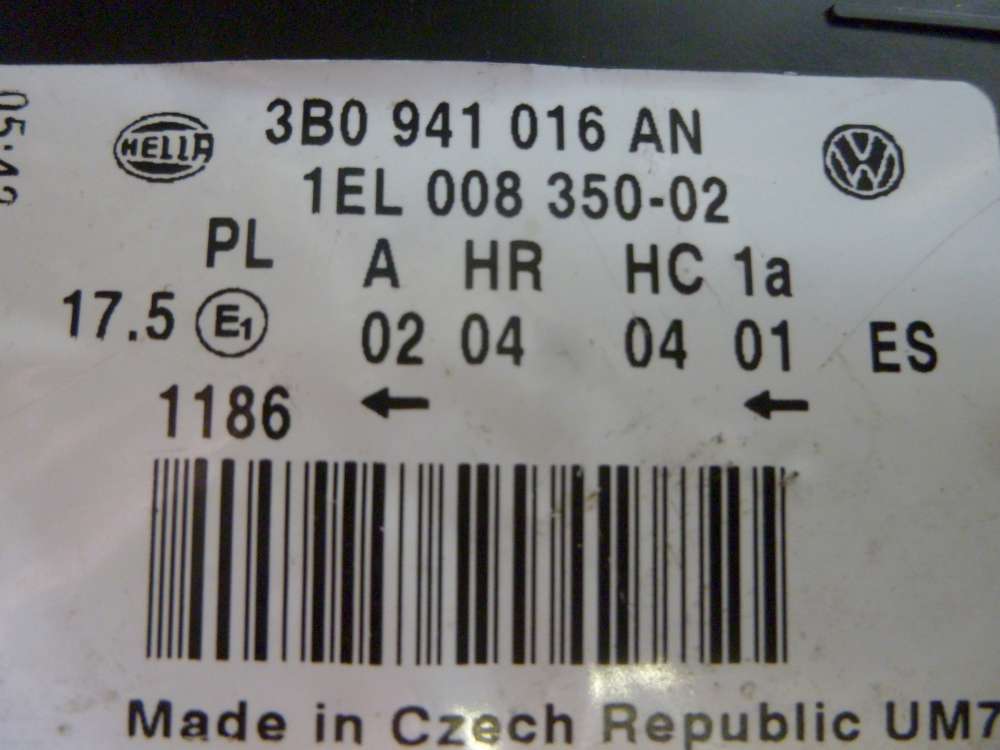 HELLA
3B0 941 016 AN
1EL 008 350-02
PL A HR HC 1a
17.5 E1 02 04 04 01 ES
1186 ← ←
Made in Czech Republic UM7